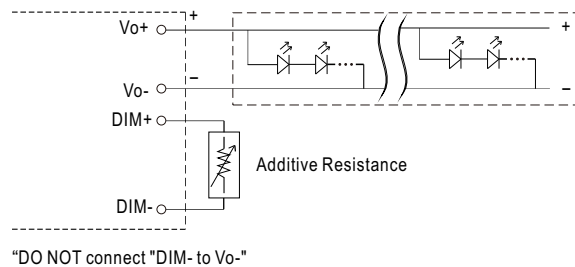 Vo+
+
+
Vo-
−
−
DIM+
Additive Resistance
DIM-
“DO NOT connect "DIM- to Vo-"